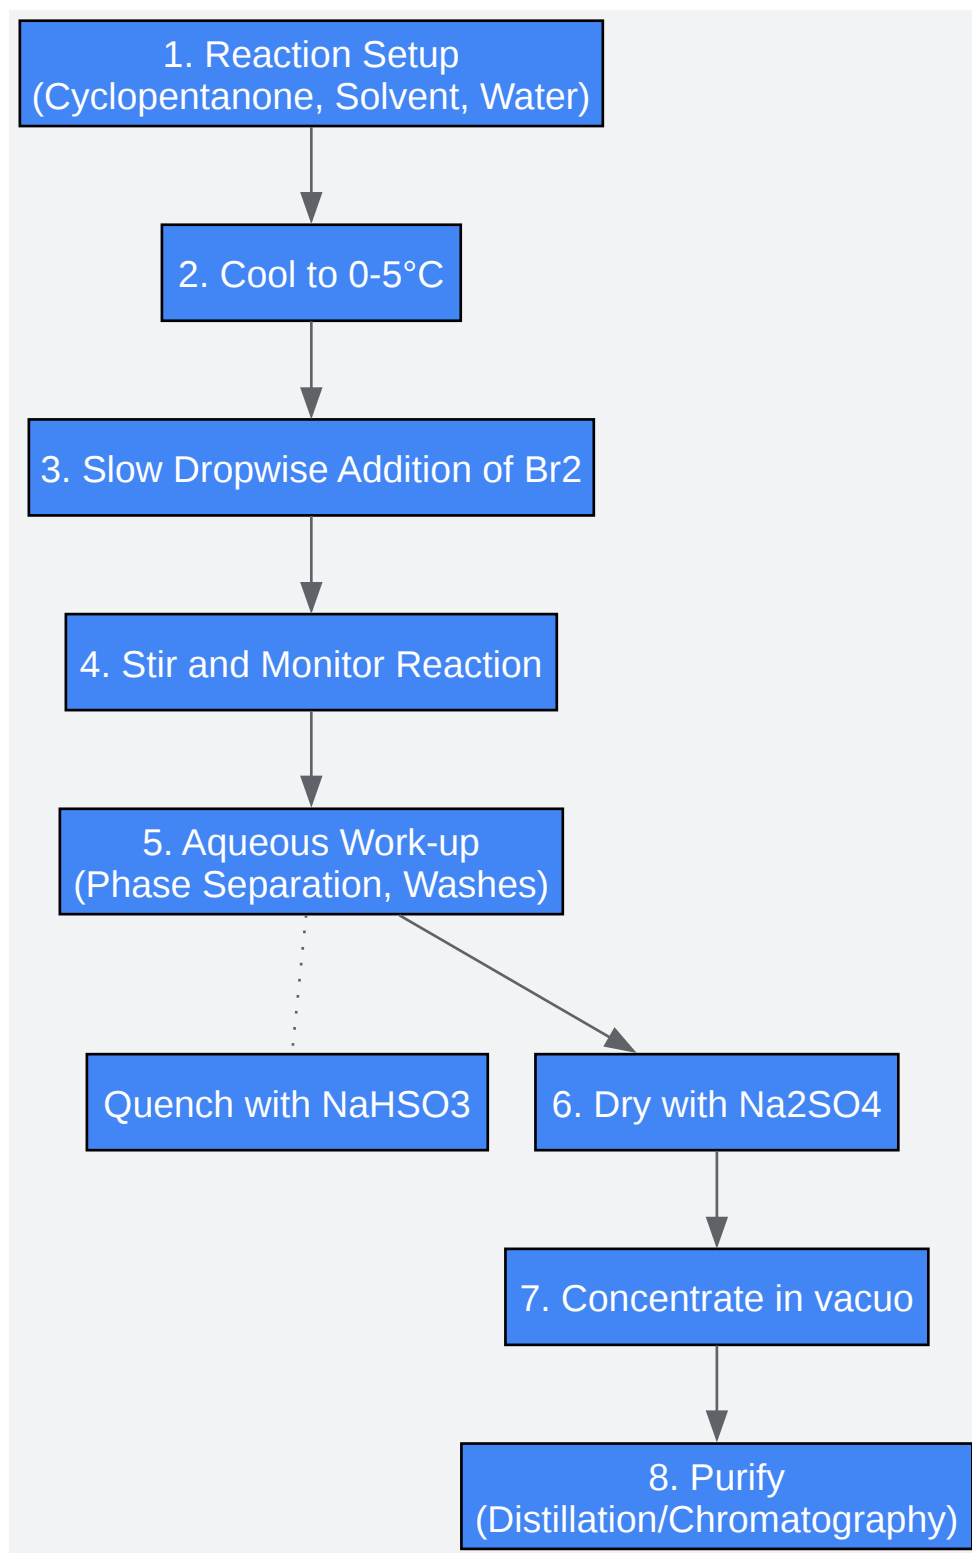 1. Reaction Setup
(Cyclopentanone, Solvent, Water)
2. Cool to 0-5°C
3. Slow Dropwise Addition of Br2
4. Stir and Monitor Reaction
5. Aqueous Work-up
(Phase Separation, Washes)
Quench with NaHSO3
6. Dry with Na2SO4
7. Concentrate in vacuo
8. Purify
(Distillation/Chromatography)